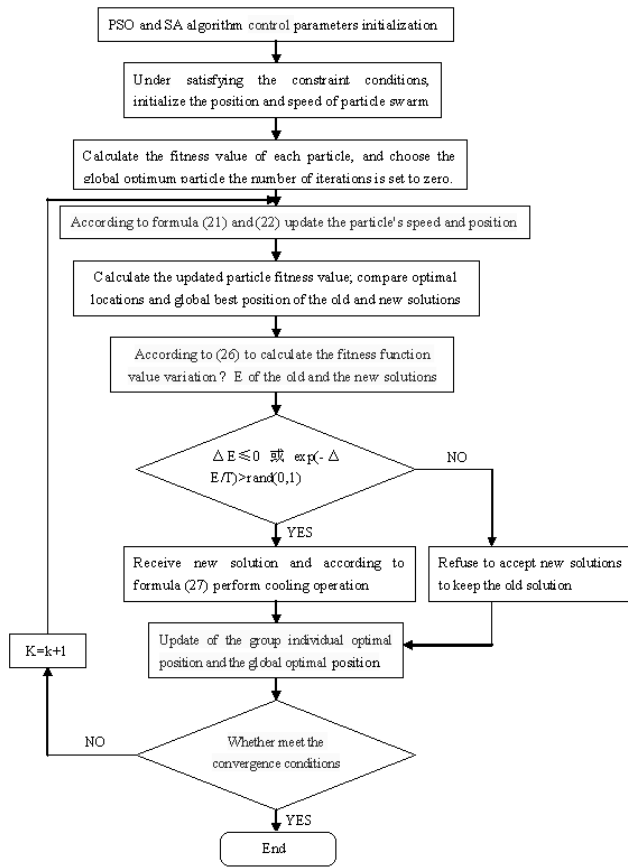 PSO and SA algorithm control parameters initialization
Under satisfying the constraint conditions,
initialize the position and speed of particle swarm
Calculate the fitness value of each particle, and choose the
global optimum particle the number of iterations is set to zero.
According to formula (21) and (22) update the particle's speed and position
Calculate the updated particle fitness value; compare optimal
locations and global best position of the old and new solutions
According to (26) to calculate the fitness function
value variation? E of the old and the new solutions
ΔE≤0 或 exp(-Δ
E/T)>rand(0,1)
NO
YES
Receive new solution and according to
formula (27) perform cooling operation
Refuse to accept new solutions
to keep the old solution
Update of the group individual optimal
position and the global optimal position
K=k+1
NO
Whether meet the
convergence conditions
YES
End